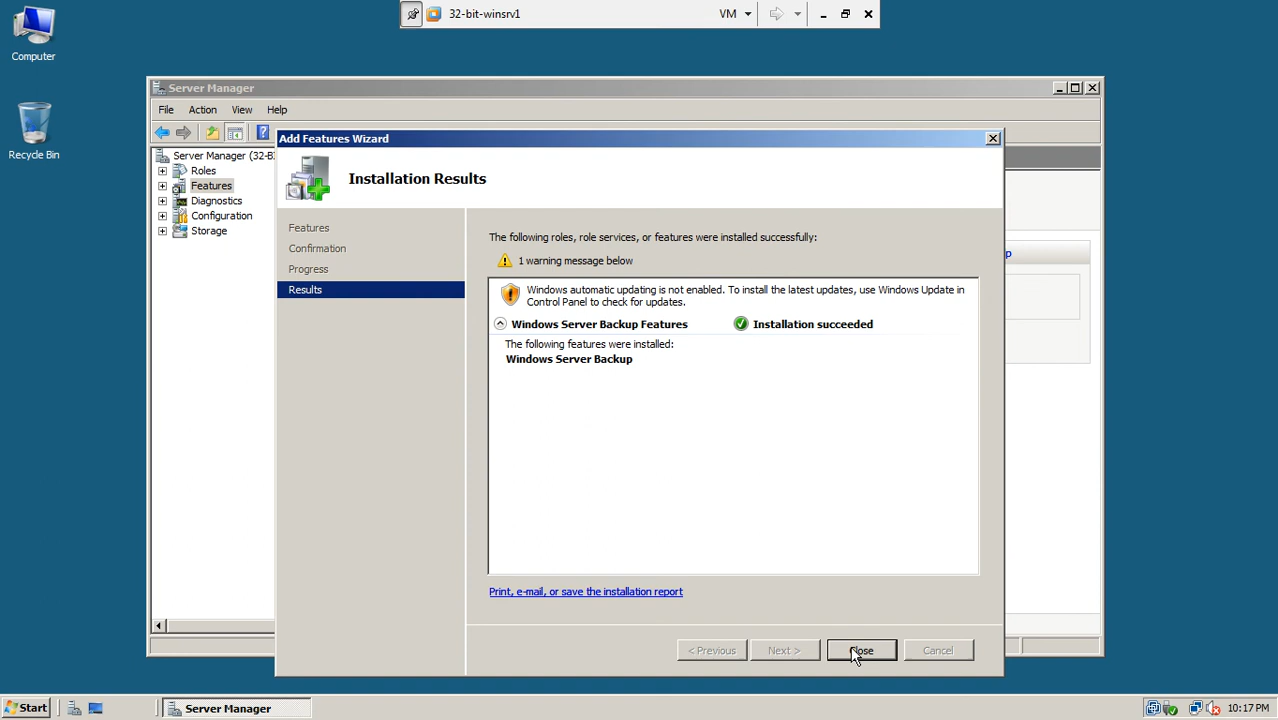 32-bit-winsrv1
VM
Computer
Recycle Bin
Server Manager
File Action View Help
Server Manager (32-B
Roles
Features
Diagnostics
Configuration
Storage
Add Features Wizard
Installation Results
Features
Confirmation
Progress
Results
The following roles, role services, or features were installed successfully:
1 warning message below
Windows automatic updating is not enabled. To install the latest updates, use Windows Update in
Control Panel to check for updates.
Windows Server Backup Features Installation succeeded
The following features were installed:
Windows Server Backup
Print, e-mail, or save the installation report
< Previous Next > Close Cancel
Start Server Manager 10:17 PM